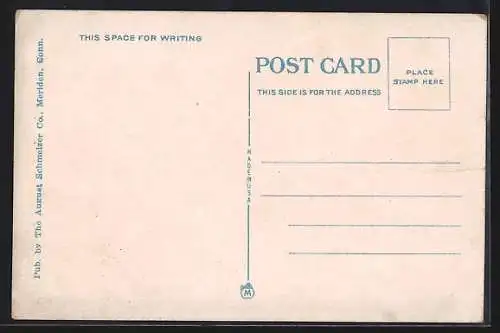 THIS SPACE FOR WRITING
POST CARD
THIS SIDE IS FOR THE ADDRESS
PLACE
STAMP HERE
Pub. by The August Schmelzer Co., Meriden, Conn.
MADE IN USA
M